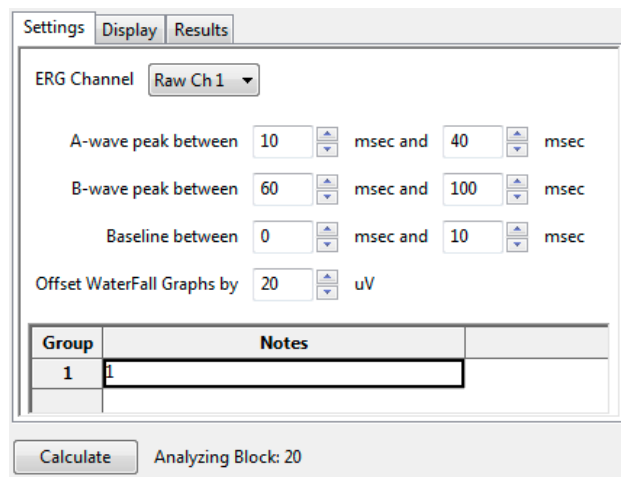 Settings Display Results
ERG Channel Raw Ch 1
A-wave peak between 10 msec and 40 msec
B-wave peak between 60 msec and 100 msec
Baseline between 0 msec and 10 msec
Offset WaterFall Graphs by 20 uV
Group Notes
1 1
Calculate Analyzing Block: 20